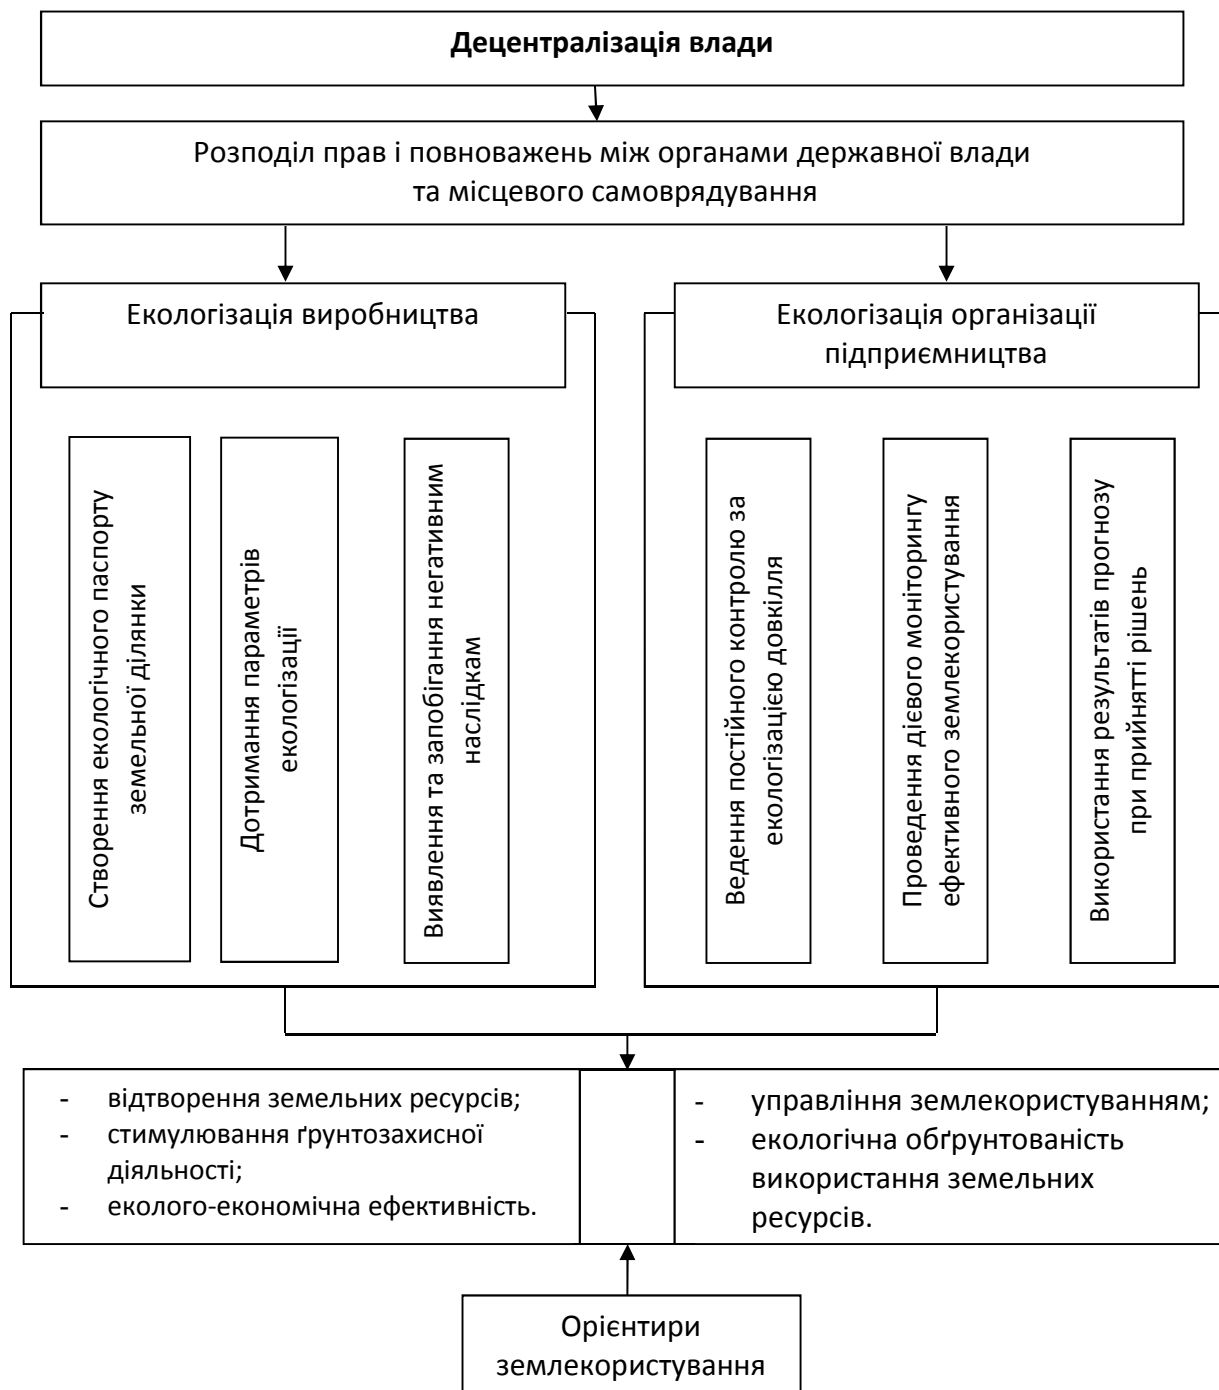 Децентралізація влади
Розподіл прав і повноважень між органами державної влади
та місцевого самоврядування
Екологізація виробництва
Екологізація організації
підприємництва
Створення екологічного паспорту
земельної ділянки
Дотримання параметрів
екологізації
Виявлення та запобігання негативним
наслідкам
Ведення постійного контролю за
екологізацією довкілля
Проведення дієвого моніторингу
ефективного землекористування
Використання результатів прогнозу
при прийнятті рішень
- відтворення земельних ресурсів;
- стимулювання ґрунтозахисної
діяльності;
- еколого-економічна ефективність.
- управління землекористуванням;
- екологічна обґрунтованість
використання земельних
ресурсів.
Орієнтири
землекористування